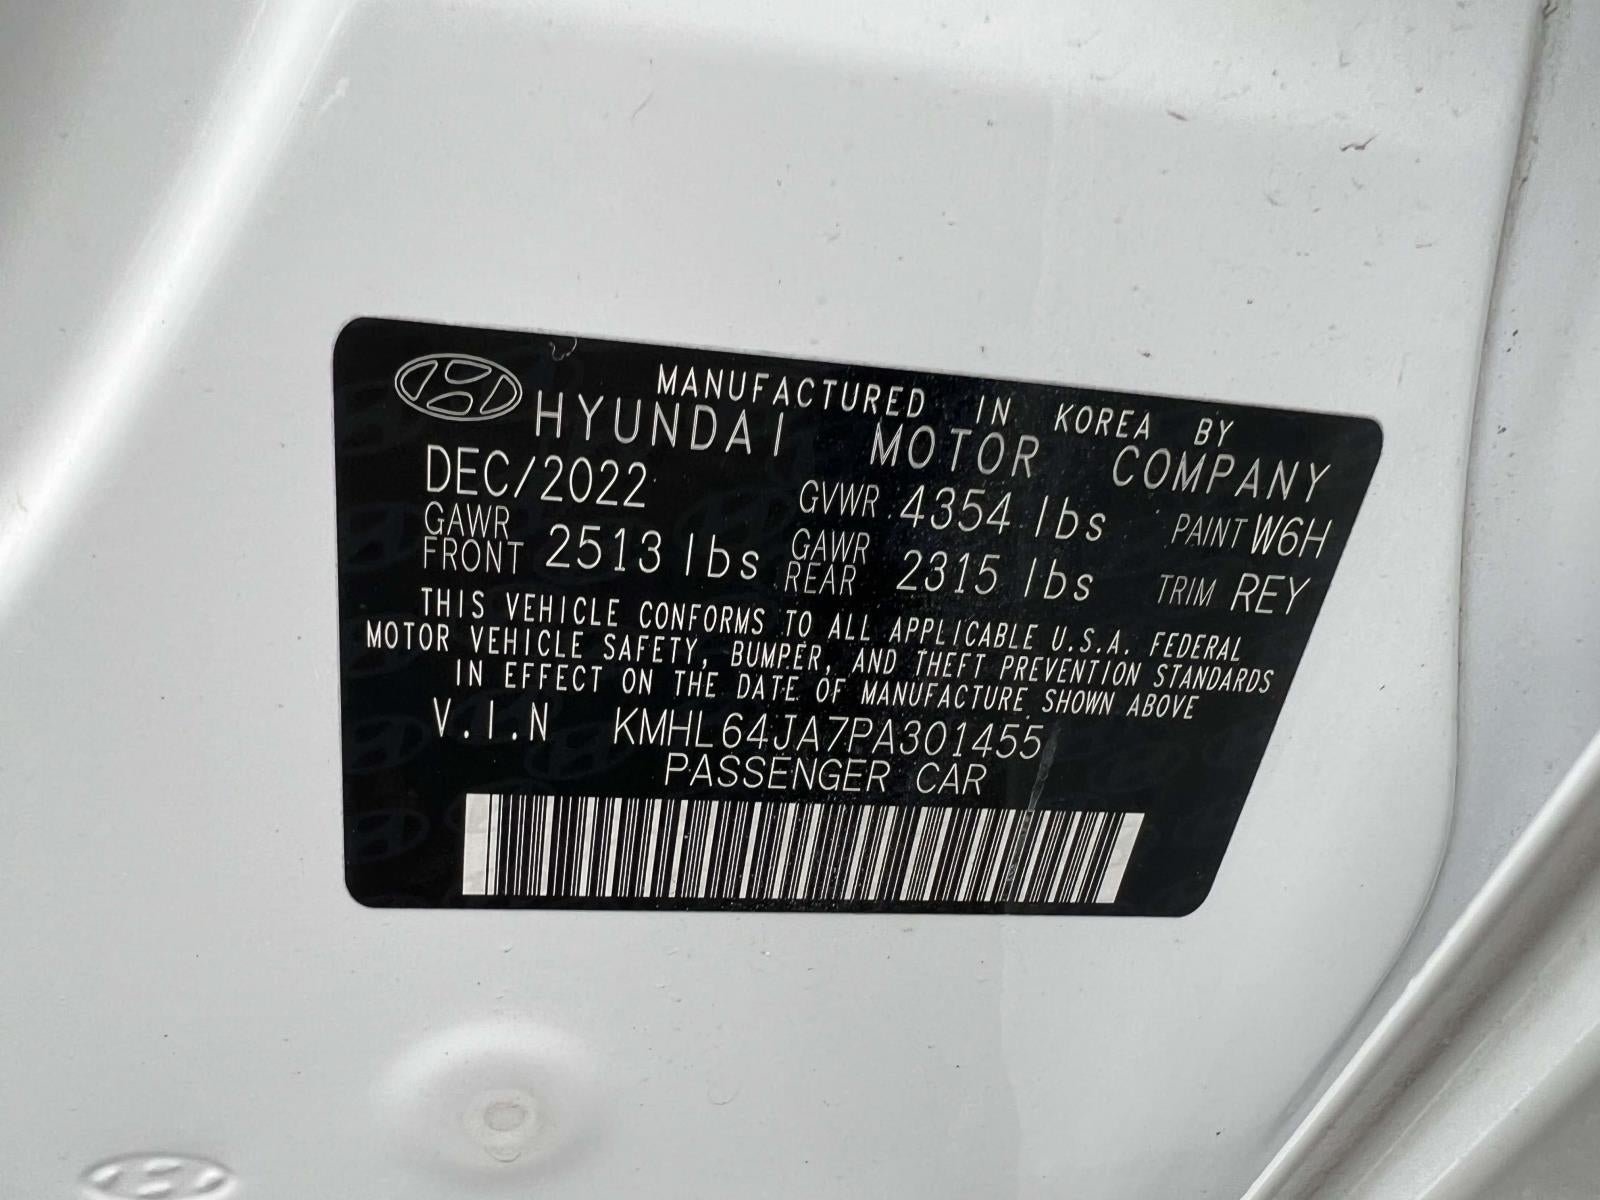 MANUFACTURED IN KOREA BY
HYUNDAI MOTOR COMPANY
DEC/2022 GVWR 4354 lbs PAINT W6H
GAWR FRONT 2513 lbs GAWR REAR 2315 lbs TRIM REY
THIS VEHICLE CONFORMS TO ALL APPLICABLE U.S.A. FEDERAL
MOTOR VEHICLE SAFETY, BUMPER, AND THEFT PREVENTION STANDARDS
IN EFFECT ON THE DATE OF MANUFACTURE SHOWN ABOVE
V.I.N KMHL64JA7PA301455
PASSENGER CAR